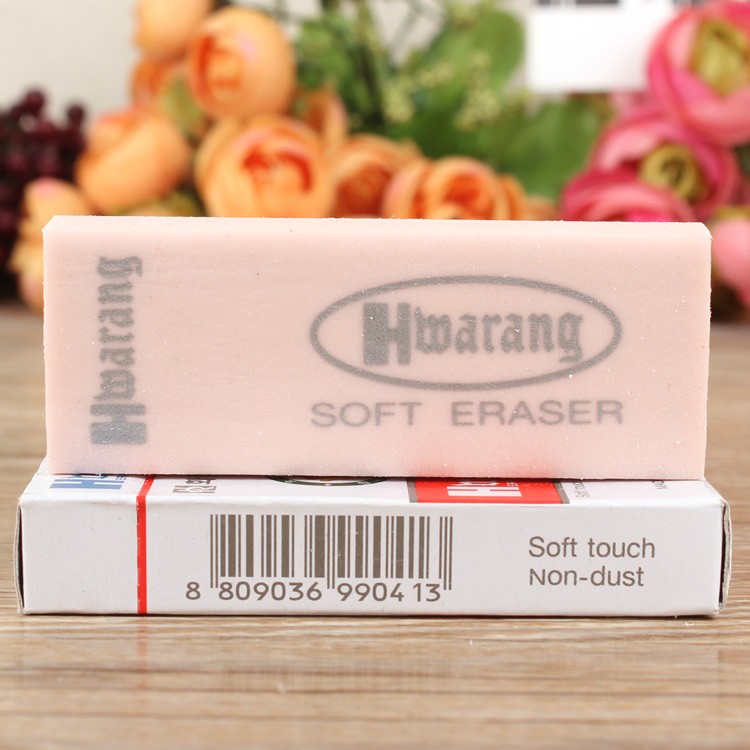 Hwarang
Hwarang
SOFT ERASER
8 809036 990413
Soft touch
Non-dust